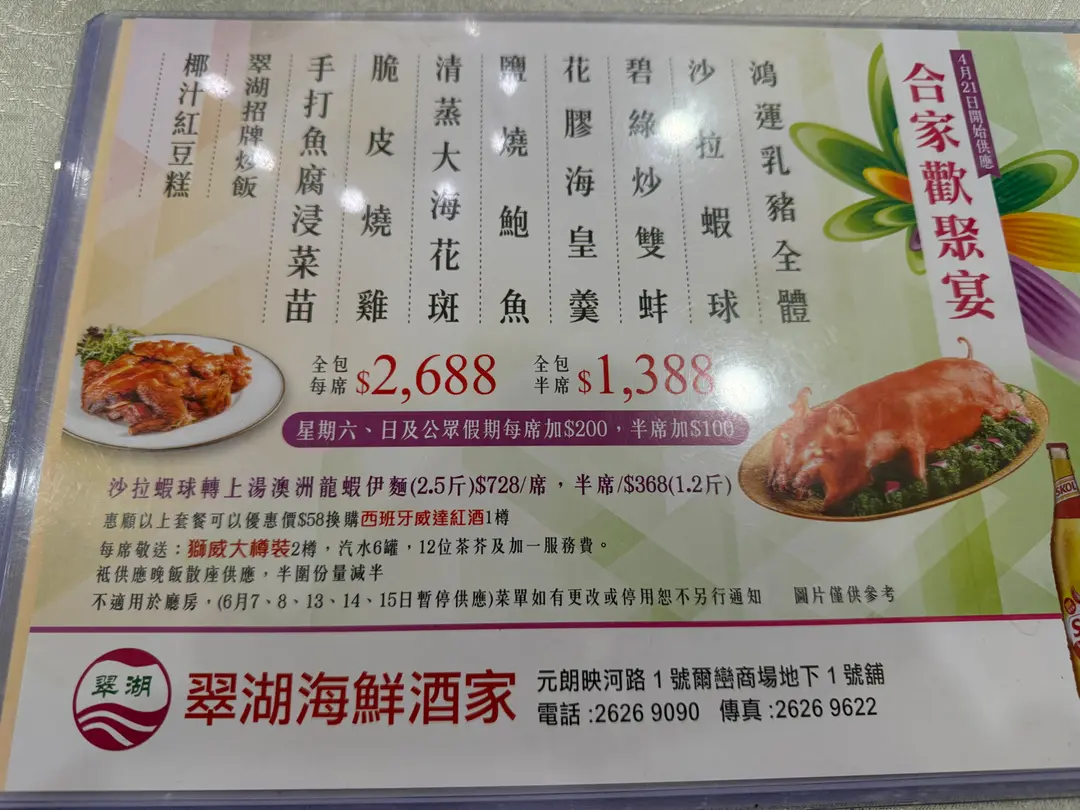 4月21日開始供應
合家歡聚宴
鴻運乳豬全體
沙拉蝦球
碧綠炒雙蚌
花膠海皇羹
鹽燒鮑魚
清蒸大海花斑
脆皮燒雞
手打魚腐浸菜苗
翠湖招牌炒飯
椰汁紅豆糕
全包每席 $2,688 全包半席 $1,388
星期六、日及公眾假期每席加$200，半席加$100
沙拉蝦球轉上湯澳洲龍蝦伊麵(2.5斤)$728/席，半席/$368(1.2斤)
惠顧以上套餐可以優惠價$58換購西班牙威達紅酒1樽
每席敬送：獅威大樽裝2樽，汽水6罐，12位茶芥及加一服務費。
祗供應晚飯散座供應，半圍份量減半
不適用於廳房，(6月7、8、13、14、15日暫停供應)菜單如有更改或停用恕不另行通知 圖片僅供參考
SKOL
翠湖
翠湖海鮮酒家
元朗映河路 1 號爾巒商場地下 1 號舖
電話 :2626 9090 傳真 :2626 9622